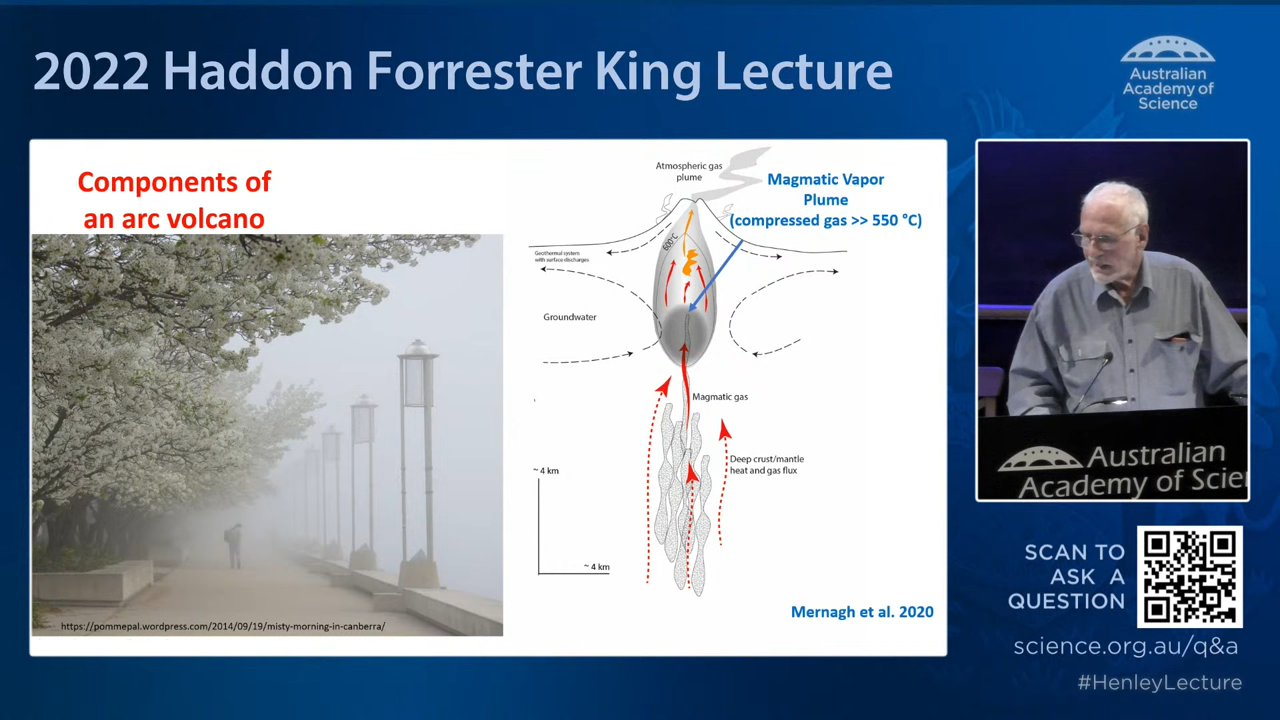 2022 Haddon Forrester King Lecture
Australian
Academy of
Science
Components of
an arc volcano
https://pommepal.wordpress.com/2014/09/19/misty-morning-in-canberra/
Atmospheric gas
plume
Magmatic Vapor
Plume
(compressed gas >> 550 °C)
600°C
Geothermal system
with surface discharges
Groundwater
Magmatic gas
Deep crust/mantle
heat and gas flux
~ 4 km
~ 4 km
Mernagh et al. 2020
Australian
Academy of Scie
SCAN TO
ASK A
QUESTION
science.org.au/q&a
#HenleyLecture